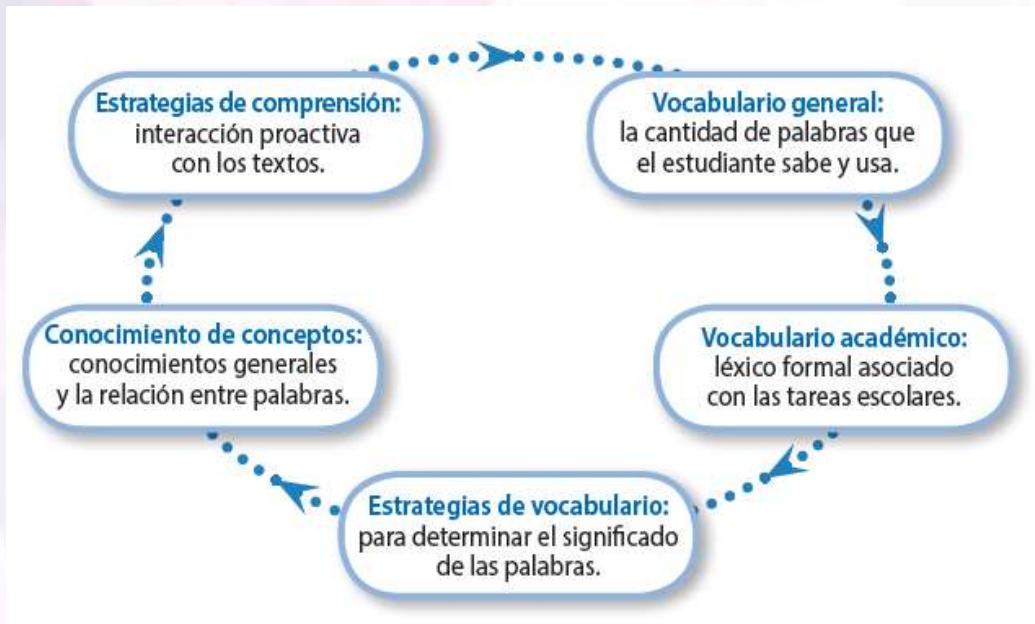 Estrategias de comprensión:
interacción proactiva
con los textos.
Vocabulario general:
la cantidad de palabras que
el estudiante sabe y usa.
Vocabulario académico:
léxico formal asociado
con las tareas escolares.
Estrategias de vocabulario:
para determinar el significado
de las palabras.
Conocimiento de conceptos:
conocimientos generales
y la relación entre palabras.